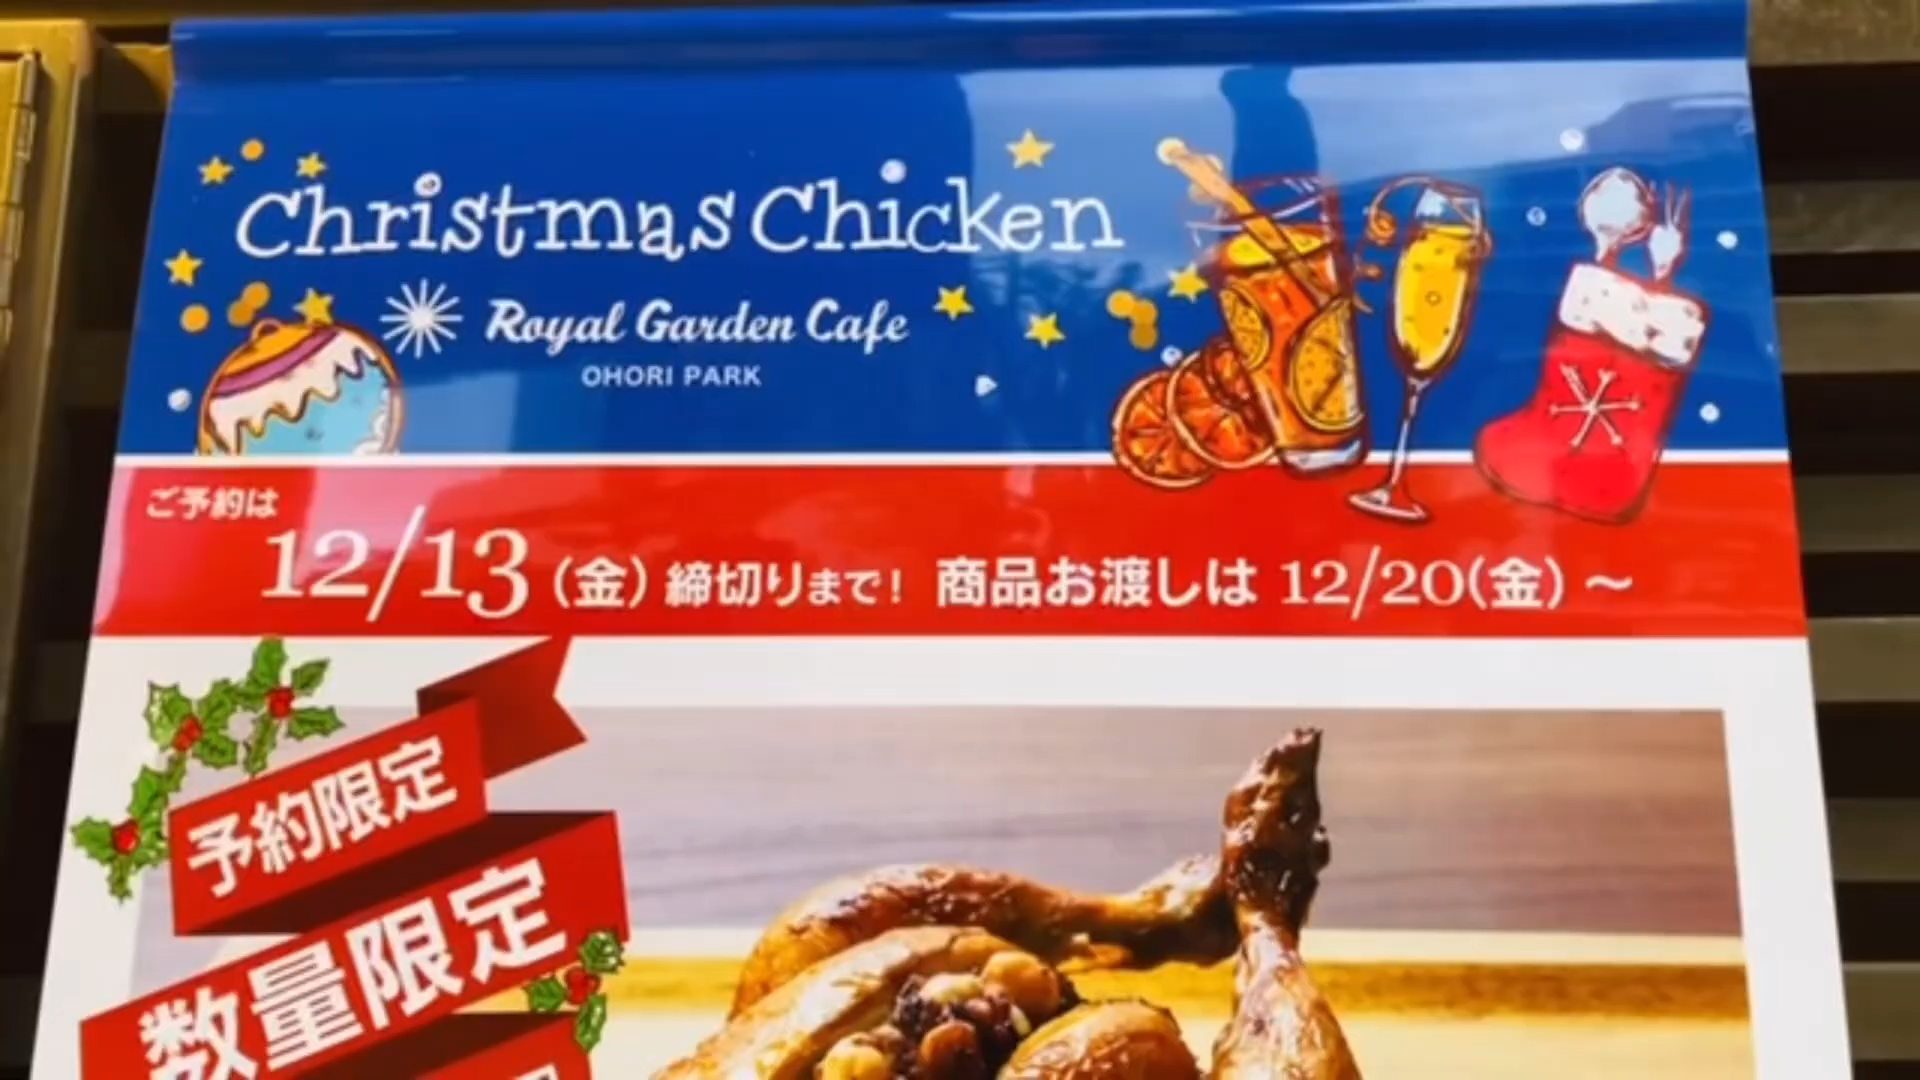 Christmas Chicken
Royal Garden Cafe
OHORI PARK
ご予約は
12/13（金）締切りまで！ 商品お渡しは 12/20（金）～
予約限定
数量限定